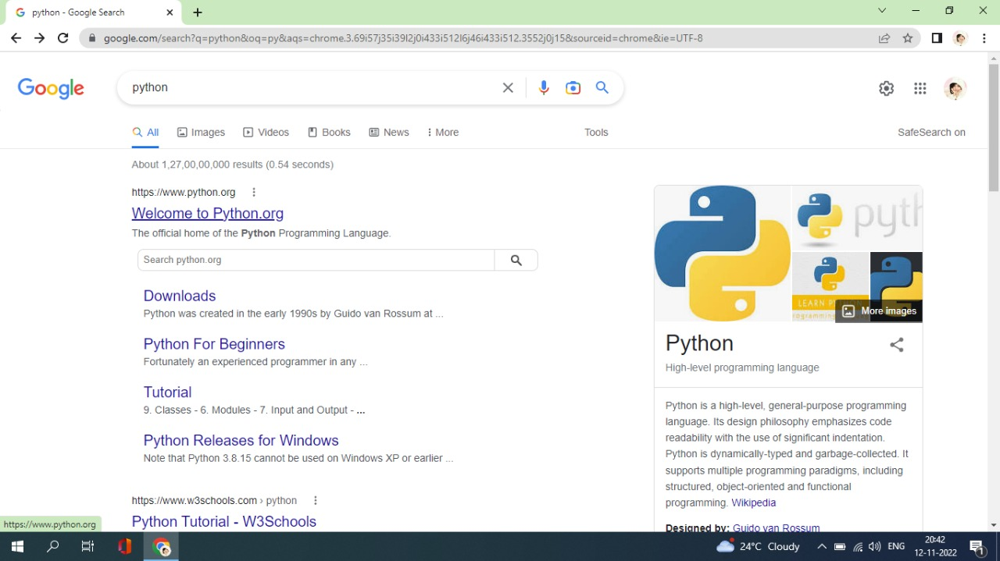 python - Google Search
google.com/search?q=python&oq=py&aqs=chrome.3.69i57j35i39l2j0i433i512l6j46i433i512.3552j0j15&sourceid=chrome&ie=UTF-8
Google
python
All Images Videos Books News More Tools SafeSearch on
About 1,27,00,00,000 results (0.54 seconds)
https://www.python.org
Welcome to Python.org
The official home of the Python Programming Language.
Search python.org
Downloads
Python was created in the early 1990s by Guido van Rossum at ...
Python For Beginners
Fortunately an experienced programmer in any ...
Tutorial
9. Classes - 6. Modules - 7. Input and Output - ...
Python Releases for Windows
Note that Python 3.8.15 cannot be used on Windows XP or earlier ...
https://www.w3schools.com › python
Python Tutorial - W3Schools
pyth
LEARN PYTHON
More images
Python
High-level programming language
Python is a high-level, general-purpose programming
language. Its design philosophy emphasizes code
readability with the use of significant indentation.
Python is dynamically-typed and garbage-collected. It
supports multiple programming paradigms, including
structured, object-oriented and functional
programming. Wikipedia
Designed by: Guido van Rossum
https://www.python.org
24°C Cloudy
ENG
20:42
12-11-2022
1